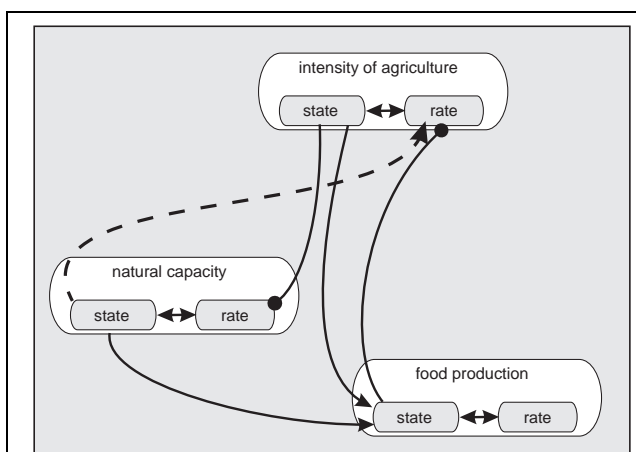 intensity of agriculture
state rate
natural capacity
state rate
food production
state rate